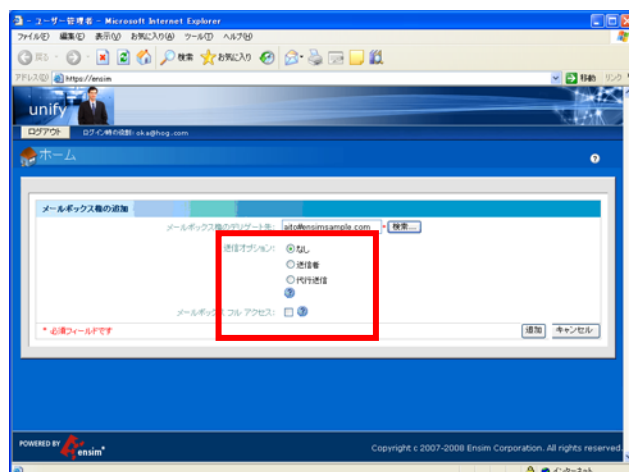 - ユーザー管理者 - Microsoft Internet Explorer
ファイル(F) 編集(E) 表示(V) お気に入り(A) ツール(T) ヘルプ(H)
戻る 検索 お気に入り
アドレス(D) https://ensim 移動 リンク
unify
ログアウト ログイン時の役割: oka@hog.com
ホーム
メールボックス権の追加
メールボックス権のデリゲート先: aito@ensimsample.com * 検索...
送信オプション: なし
送信者
代行送信
メールボックス フル アクセス:
* 必須フィールドです 追加 キャンセル
POWERED BY ensim Copyright c 2007-2008 Ensim Corporation. All rights reserved.
インターネット